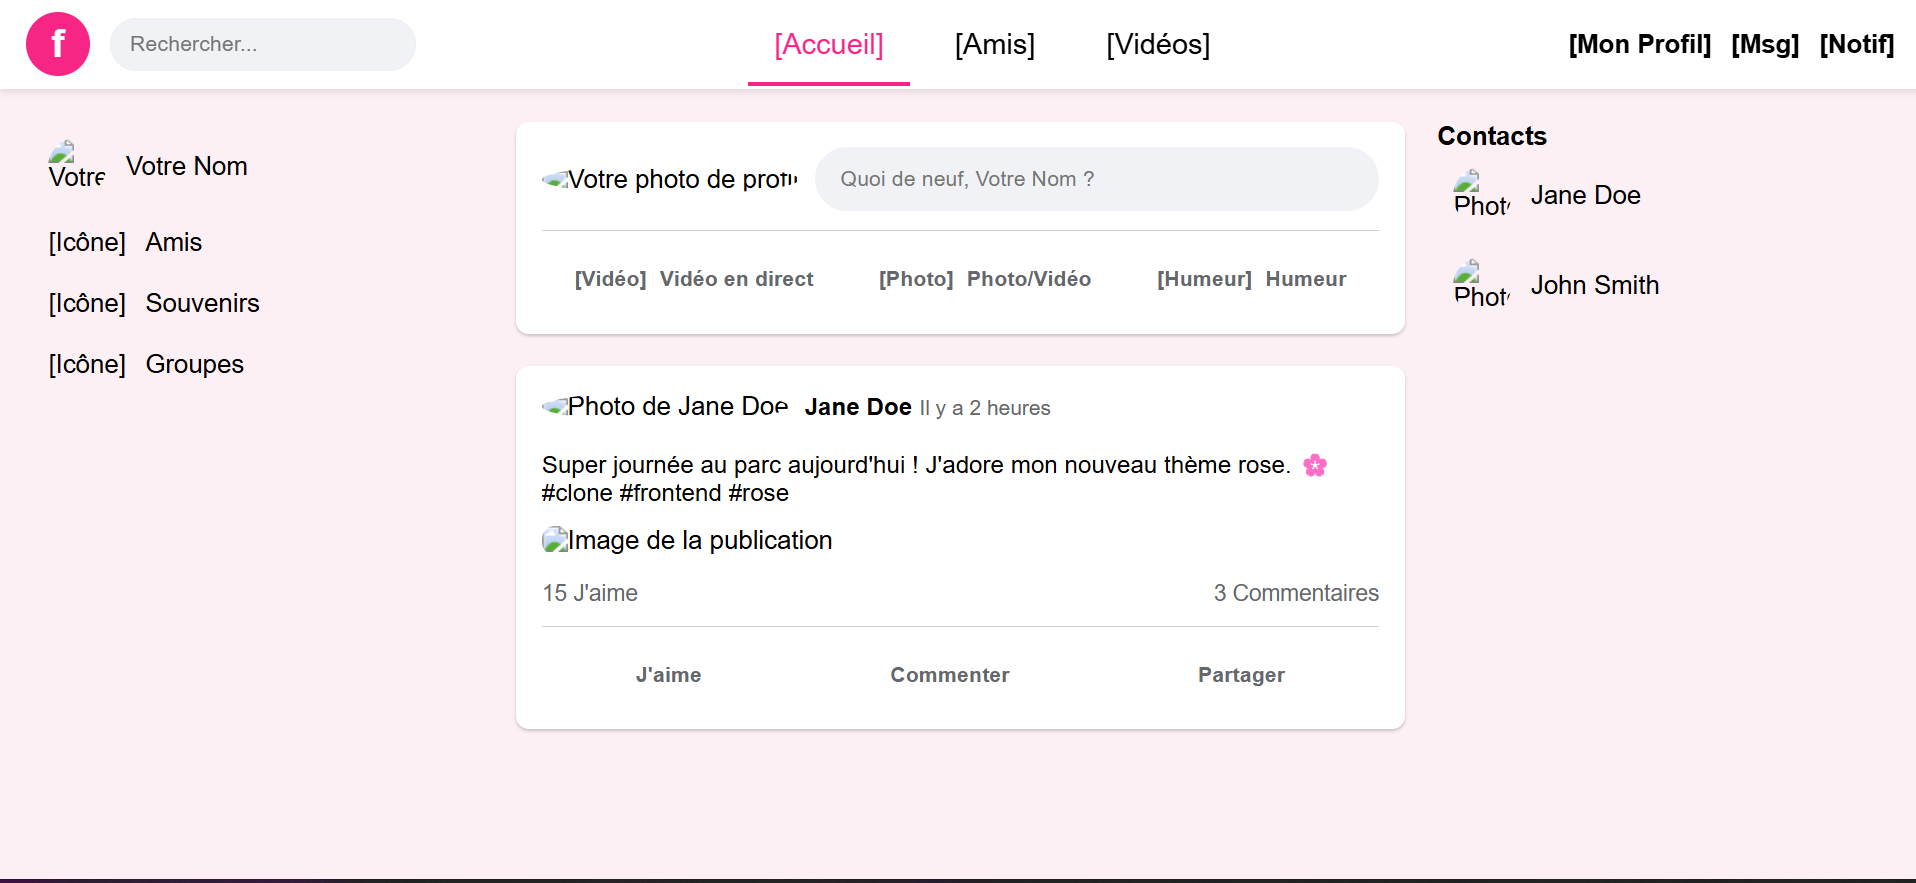 f
Rechercher...
[Accueil]
[Amis]
[Vidéos]
[Mon Profil] [Msg] [Notif]
Votre
Votre Nom
[Icône] Amis
[Icône] Souvenirs
[Icône] Groupes
Votre photo de profil
Quoi de neuf, Votre Nom ?
[Vidéo] Vidéo en direct
[Photo] Photo/Vidéo
[Humeur] Humeur
Photo de Jane Doe
Jane Doe Il y a 2 heures
Super journée au parc aujourd'hui ! J'adore mon nouveau thème rose. 🌸
#clone #frontend #rose
Image de la publication
15 J'aime
3 Commentaires
J'aime
Commenter
Partager
Contacts
Photo
Jane Doe
Photo
John Smith